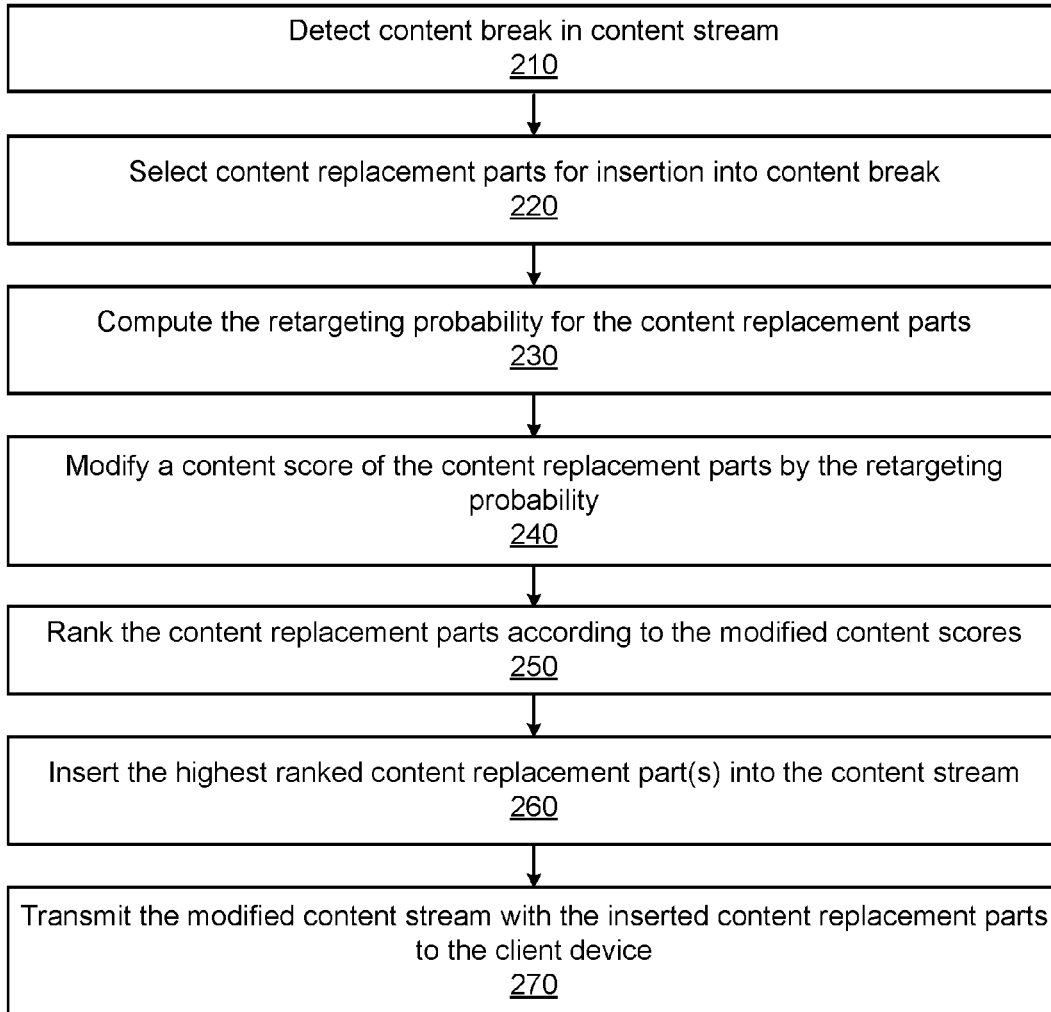 Detect content break in content stream
210
Select content replacement parts for insertion into content break
220
Compute the retargeting probability for the content replacement parts
230
Modify a content score of the content replacement parts by the retargeting
probability
240
Rank the content replacement parts according to the modified content scores
250
Insert the highest ranked content replacement part(s) into the content stream
260
Transmit the modified content stream with the inserted content replacement parts
to the client device
270